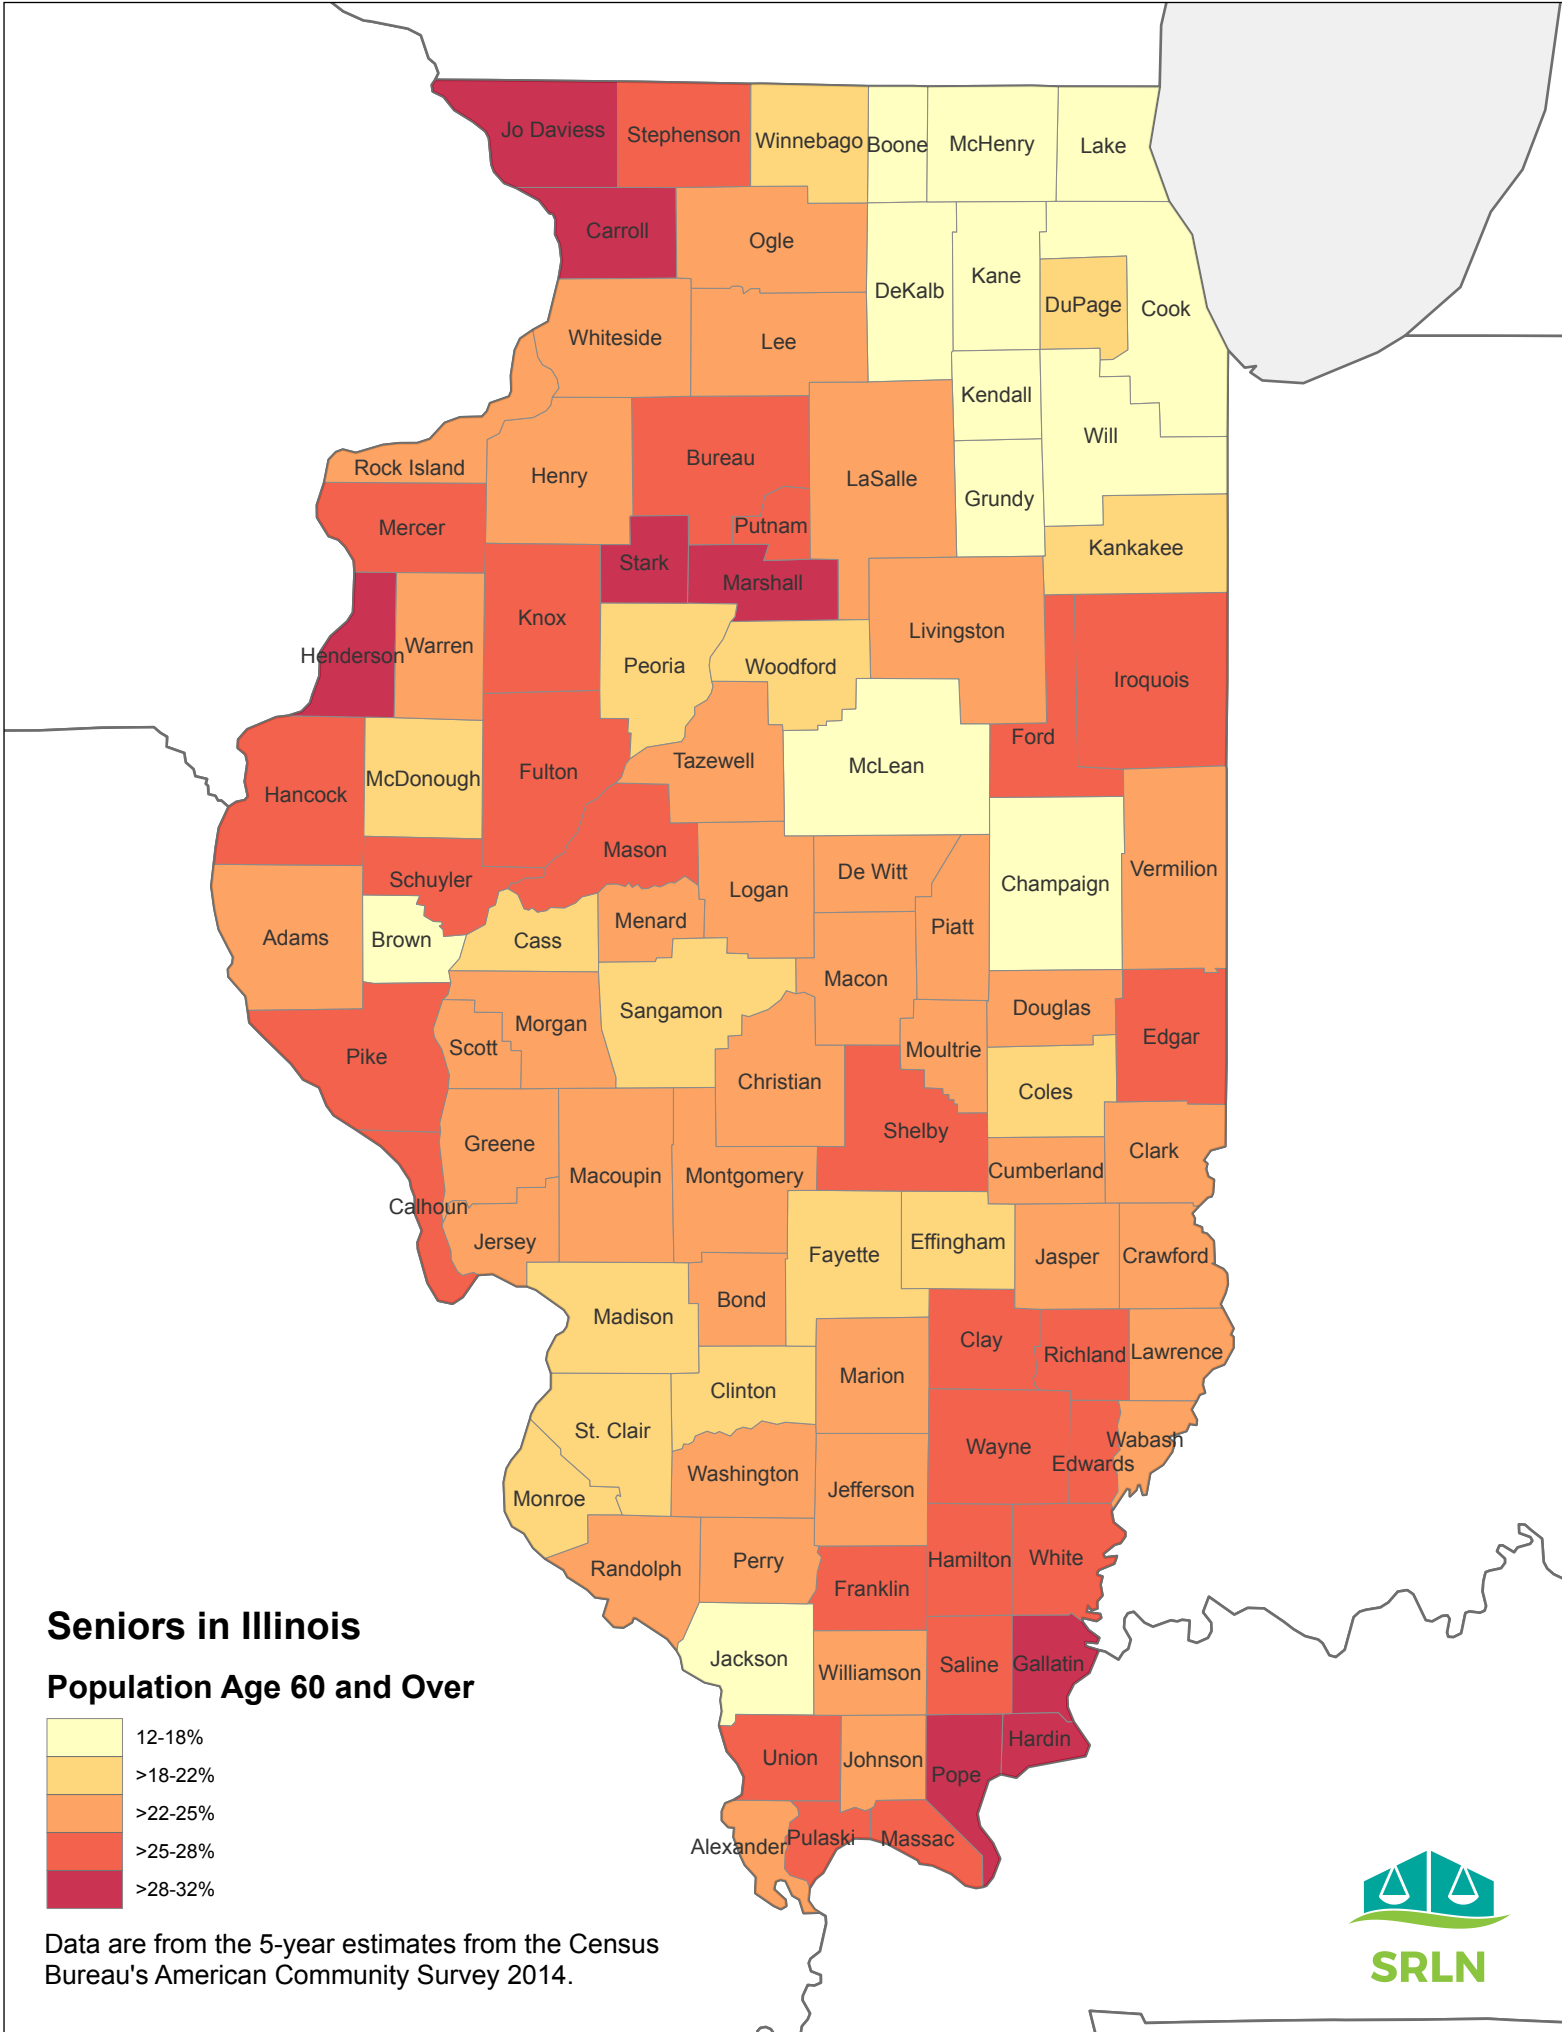 Jo Daviess
Stephenson
Winnebago
Boone
McHenry
Lake
Carroll
Ogle
DeKalb
Kane
DuPage
Cook
Whiteside
Lee
Kendall
Will
Rock Island
Henry
Bureau
LaSalle
Grundy
Mercer
Putnam
Kankakee
Stark
Marshall
Henderson
Warren
Knox
Peoria
Woodford
Livingston
Iroquois
Ford
Hancock
McDonough
Fulton
Tazewell
McLean
Schuyler
Mason
Logan
De Witt
Champaign
Vermilion
Adams
Brown
Cass
Menard
Piatt
Macon
Sangamon
Morgan
Scott
Douglas
Edgar
Pike
Christian
Moultrie
Coles
Shelby
Greene
Macoupin
Montgomery
Cumberland
Clark
Calhoun
Jersey
Fayette
Effingham
Jasper
Crawford
Madison
Bond
Clay
Richland
Lawrence
Clinton
Marion
St. Clair
Wayne
Edwards
Wabash
Washington
Jefferson
Monroe
Randolph
Perry
Franklin
Hamilton
White
Jackson
Williamson
Saline
Gallatin
Union
Johnson
Pope
Hardin
Alexander
Pulaski
Massac
Seniors in Illinois
Population Age 60 and Over
12-18%
>18-22%
>22-25%
>25-28%
>28-32%
Data are from the 5-year estimates from the Census
Bureau's American Community Survey 2014.
SRLN